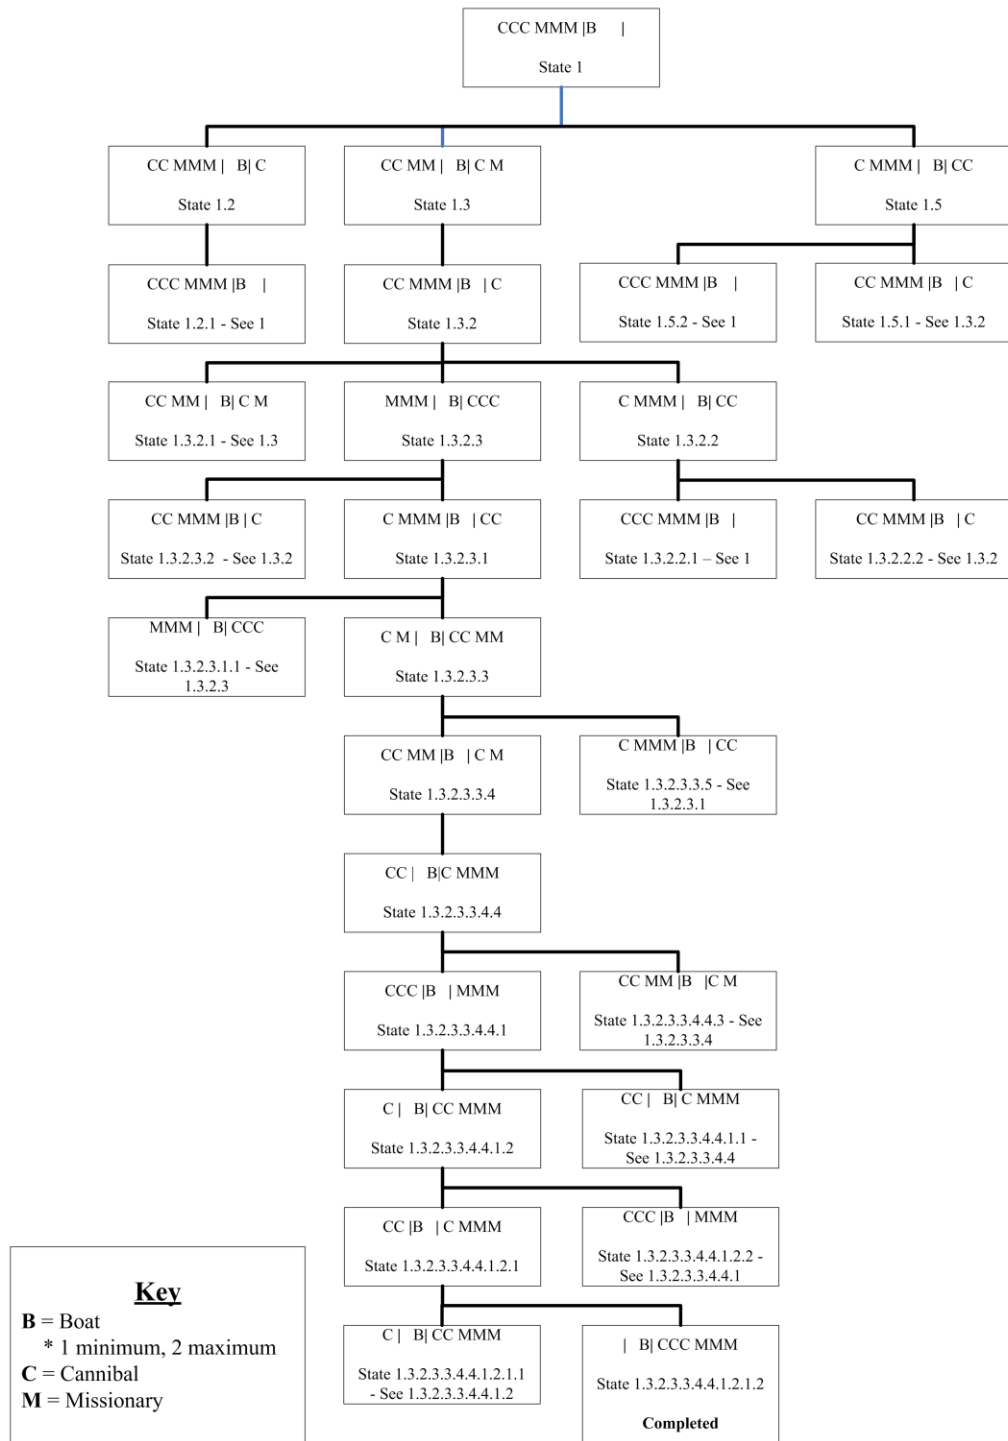 CCC MMM |B |
State 1
CC MMM | B| C
State 1.2
CC MM | B| C M
State 1.3
C MMM | B| CC
State 1.5
CCC MMM |B |
State 1.2.1 - See 1
CC MMM |B | C
State 1.3.2
CCC MMM |B |
State 1.5.2 - See 1
CC MMM |B | C
State 1.5.1 - See 1.3.2
CC MM | B| C M
State 1.3.2.1 - See 1.3
MMM | B| CCC
State 1.3.2.3
C MMM | B| CC
State 1.3.2.2
CC MMM |B | C
State 1.3.2.3.2 - See 1.3.2
C MMM |B | CC
State 1.3.2.3.1
CCC MMM |B |
State 1.3.2.2.1 – See 1
CC MMM |B | C
State 1.3.2.2.2 - See 1.3.2
MMM | B| CCC
State 1.3.2.3.1.1 - See
1.3.2.3
C M | B| CC MM
State 1.3.2.3.3
CC MM |B | C M
State 1.3.2.3.3.4
C MMM |B | CC
State 1.3.2.3.3.5 - See
1.3.2.3.1
CC | B|C MMM
State 1.3.2.3.3.4.4
CCC |B | MMM
State 1.3.2.3.3.4.4.1
CC MM |B |C M
State 1.3.2.3.3.4.4.3 - See
1.3.2.3.3.4
C | B| CC MMM
State 1.3.2.3.3.4.4.1.2
CC | B| C MMM
State 1.3.2.3.3.4.4.1.1 -
See 1.3.2.3.3.4.4
CC |B | C MMM
State 1.3.2.3.3.4.4.1.2.1
CCC |B | MMM
State 1.3.2.3.3.4.4.1.2.2 -
See 1.3.2.3.3.4.4.1
C | B| CC MMM
State 1.3.2.3.3.4.4.1.2.1.1
- See 1.3.2.3.3.4.4.1.2
| B| CCC MMM
State 1.3.2.3.3.4.4.1.2.1.2
Completed
Key
B = Boat
* 1 minimum, 2 maximum
C = Cannibal
M = Missionary